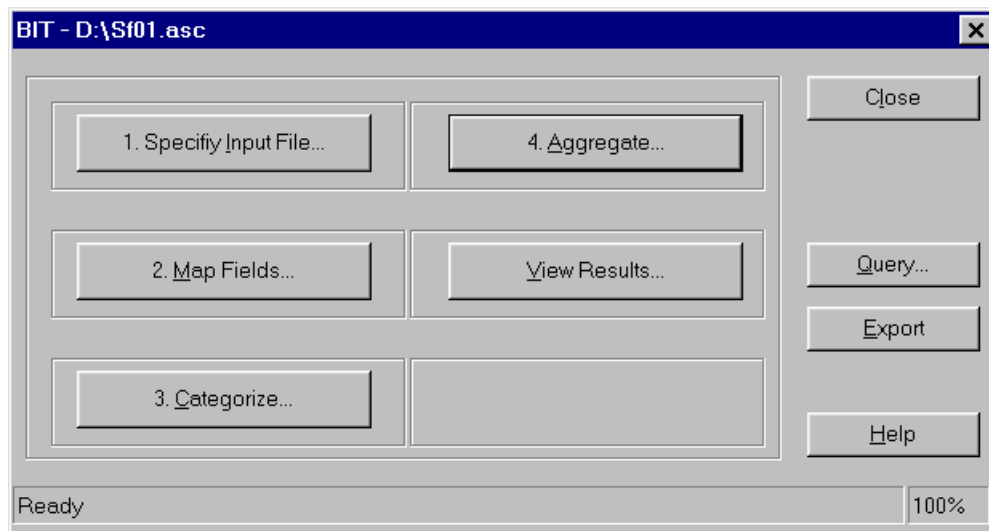 BIT - D:\Sf01.asc
1. Specifiy Input File...
4. Aggregate...
Close
2. Map Fields...
View Results...
Query...
Export
3. Categorize...
Help
Ready
100%